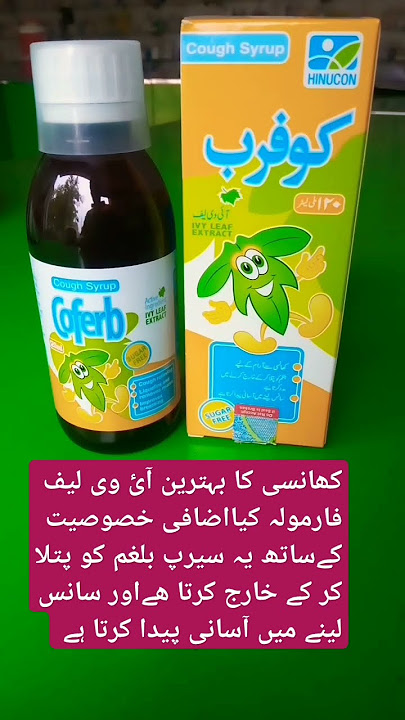 Cough Syrup
HINUCON
کوفرب
۱۲۰ ملی لیٹر
آئی وی لیف
IVY LEAF
EXTRACT
SUGAR
FREE
Cough Syrup
Coferb
Active
IVY LEAF
EXTRACT
کھانسی کا بہترین آئ وی لیف
فارمولہ کیااضافی خصوصیت
کےساتھ یہ سیرپ بلغم کو پتلا
کر کے خارج کرتا ھےاور سانس
لینے میں آسانی پیدا کرتا ہے